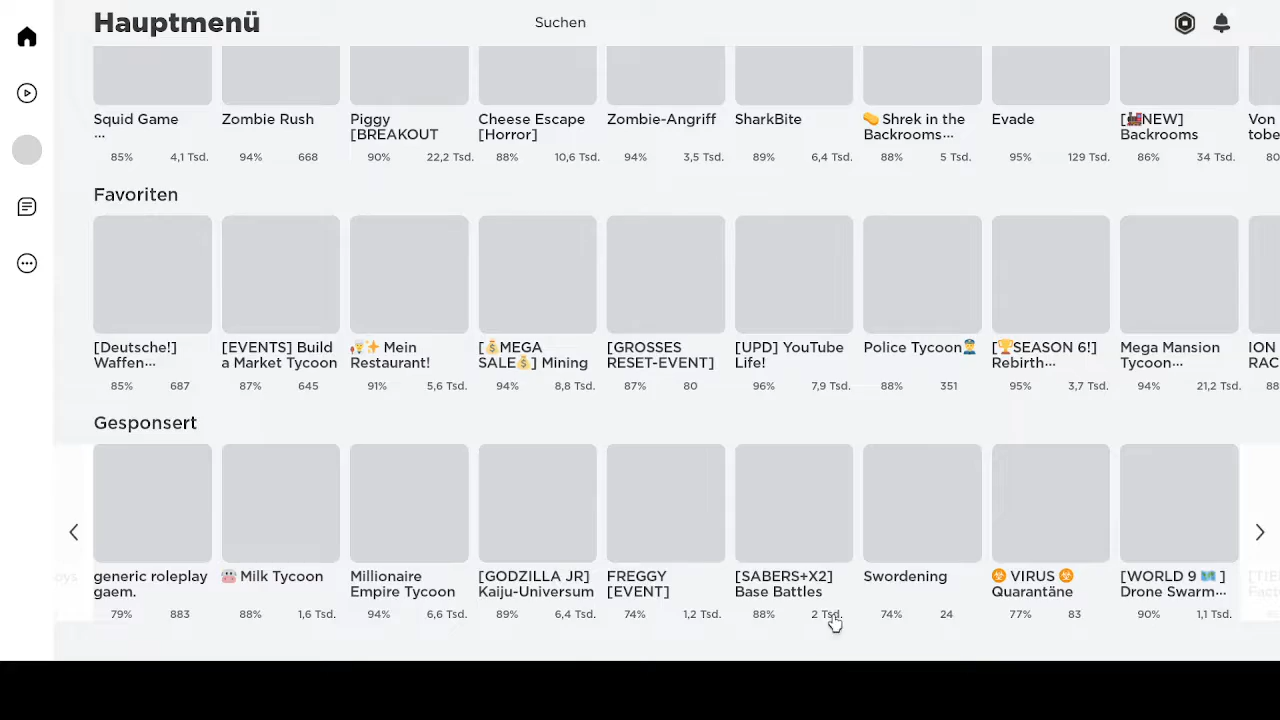 Hauptmenü
Suchen
Squid Game
...
Zombie Rush
Piggy
[BREAKOUT
Cheese Escape
[Horror]
Zombie-Angriff
SharkBite
🥔 Shrek in the
Backrooms...
Evade
[🚂NEW]
Backrooms
Von
tobe
85% 4,1 Tsd.
94% 668
90% 22,2 Tsd.
88% 10,6 Tsd.
94% 3,5 Tsd.
89% 6,4 Tsd.
88% 5 Tsd.
95% 129 Tsd.
86% 34 Tsd.
80
Favoriten
[Deutsche!]
Waffen...
[EVENTS] Build
a Market Tycoon
👨‍🍳✨ Mein
Restaurant!
[💰MEGA
SALE💰] Mining
[GROSSES
RESET-EVENT]
[UPD] YouTube
Life!
Police Tycoon👮
[🏆SEASON 6!]
Rebirth...
Mega Mansion
Tycoon...
ION
RAC
85% 687
87% 645
91% 5,6 Tsd.
94% 8,8 Tsd.
87% 80
96% 7,9 Tsd.
88% 351
95% 3,7 Tsd.
94% 21,2 Tsd.
88
Gesponsert
generic roleplay
gaem.
🐮 Milk Tycoon
Millionaire
Empire Tycoon
[GODZILLA JR]
Kaiju-Universum
FREGGY
[EVENT]
[SABERS+X2]
Base Battles
Swordening
☣️ VIRUS ☣️
Quarantäne
[WORLD 9 🗺️ ]
Drone Swarm...
79% 883
88% 1,6 Tsd.
94% 6,6 Tsd.
89% 6,4 Tsd.
74% 1,2 Tsd.
88% 2 Tsd.
74% 24
77% 83
90% 1,1 Tsd.